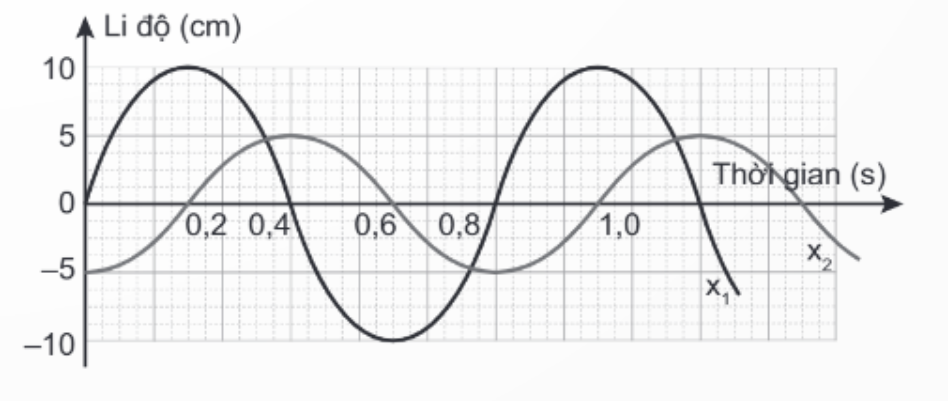 Li độ (cm)
10
5
Thời gian (s)
0
0,2 0,4 0,6 0,8 1,0
x₂
–5
x₁
–10